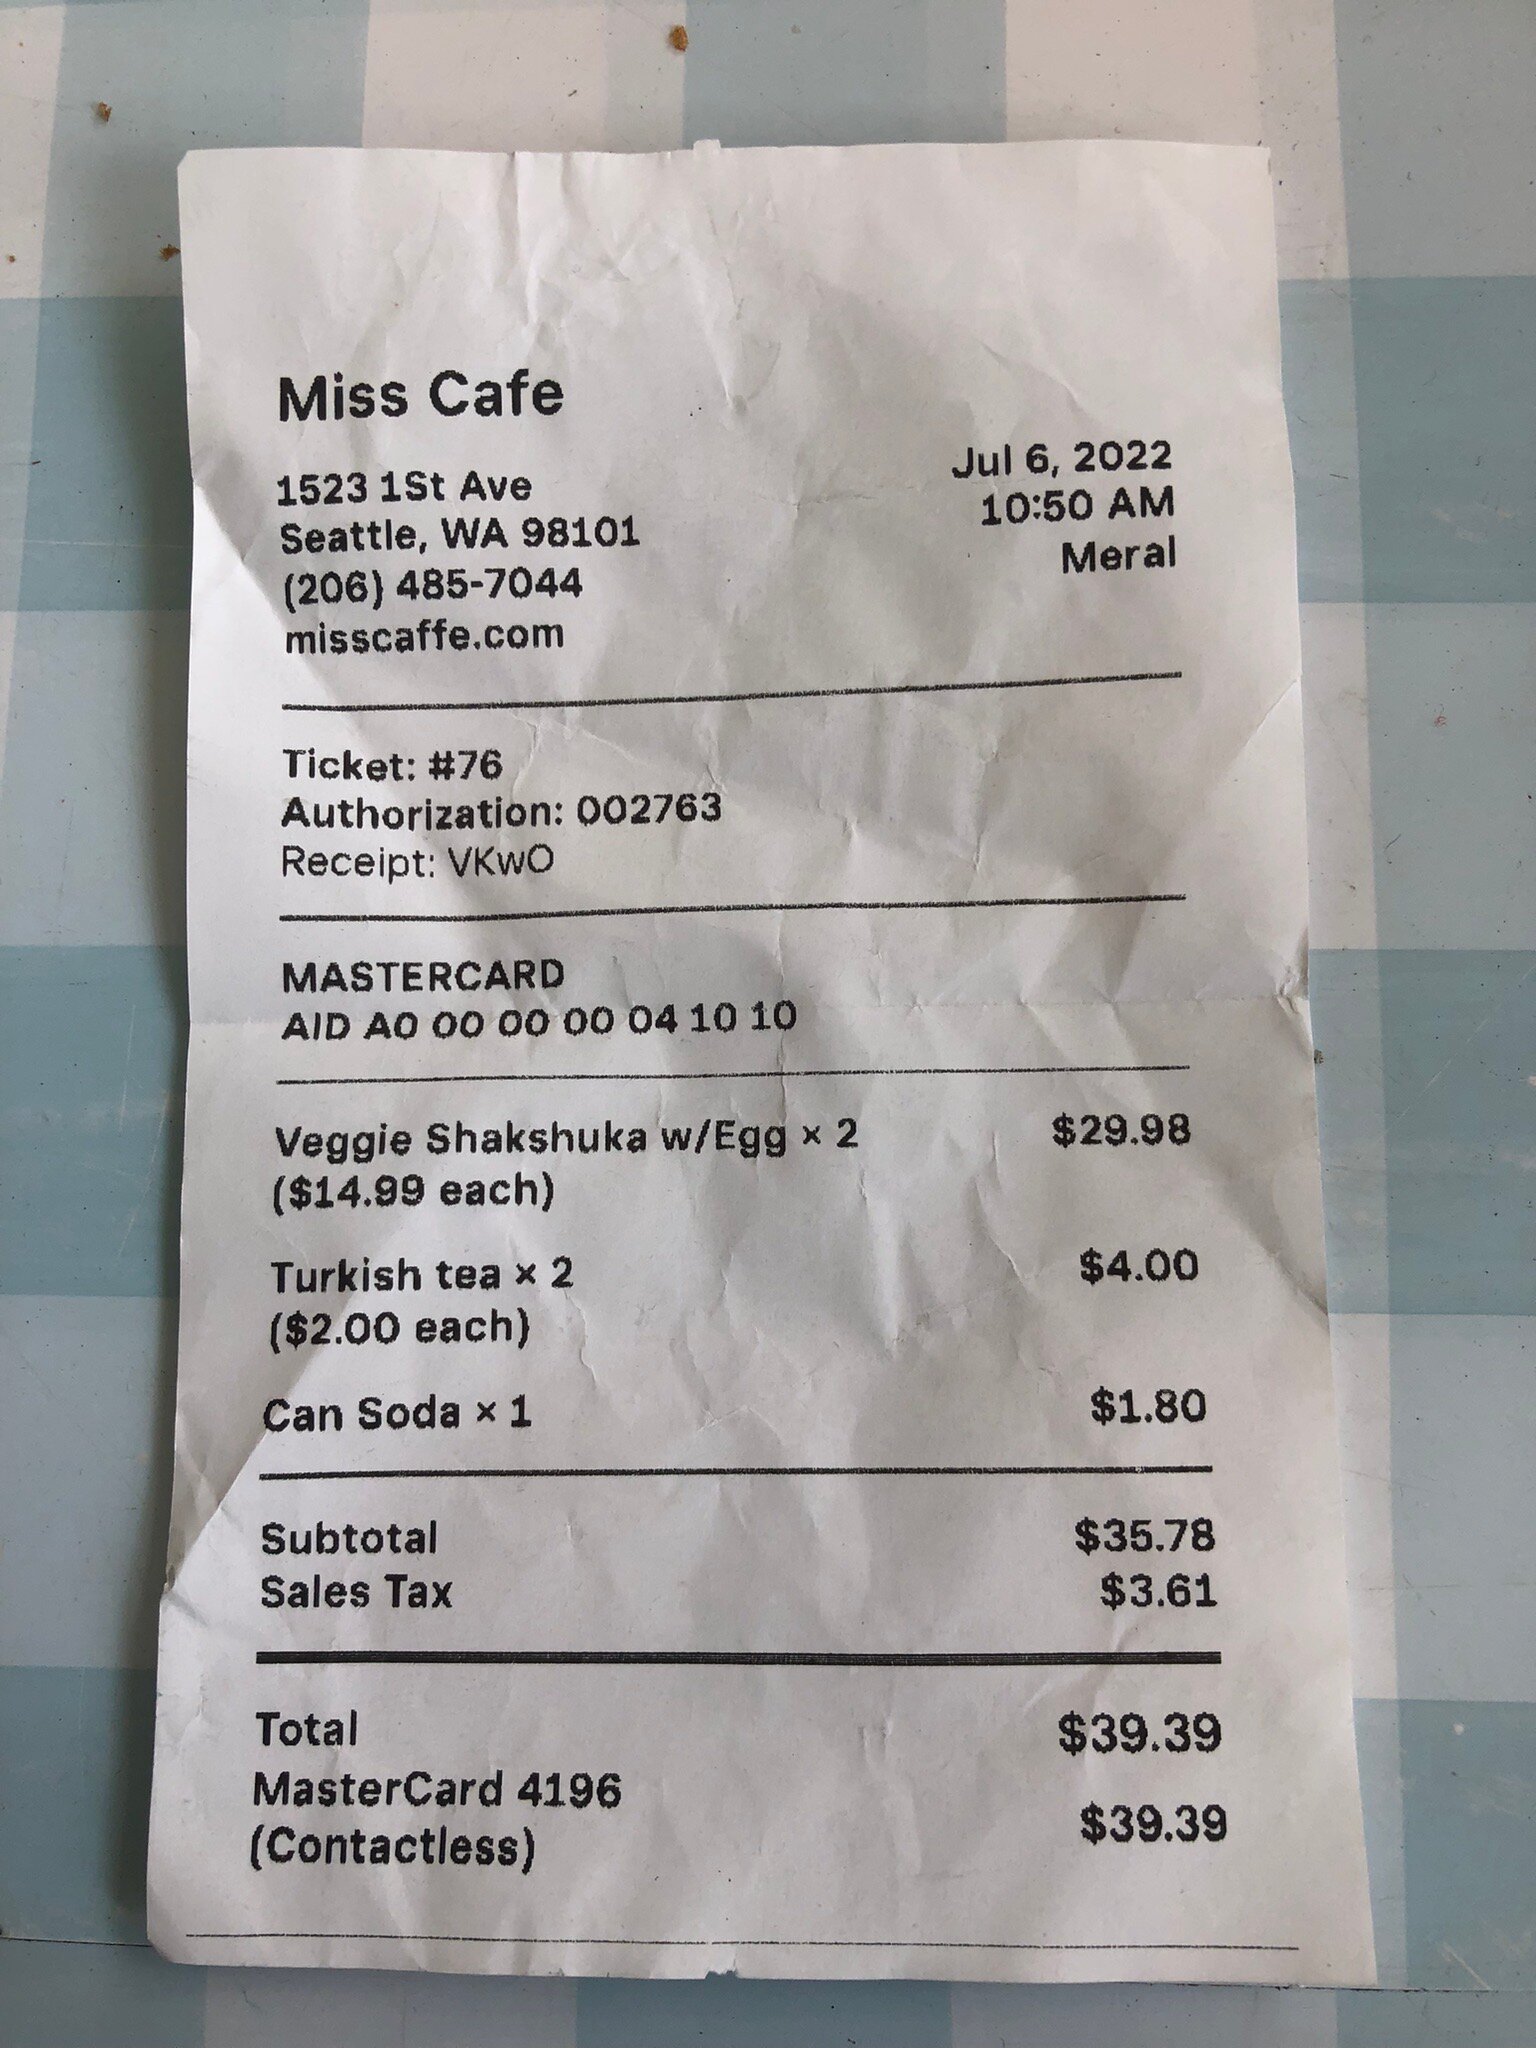 Miss Cafe
1523 1St Ave
Seattle, WA 98101
(206) 485-7044
misscaffe.com
Jul 6, 2022
10:50 AM
Meral
Ticket: #76
Authorization: 002763
Receipt: VKwO
MASTERCARD
AID A0 00 00 00 04 10 10
Veggie Shakshuka w/Egg × 2 $29.98
($14.99 each)
Turkish tea × 2 $4.00
($2.00 each)
Can Soda × 1 $1.80
Subtotal $35.78
Sales Tax $3.61
Total $39.39
MasterCard 4196
(Contactless) $39.39